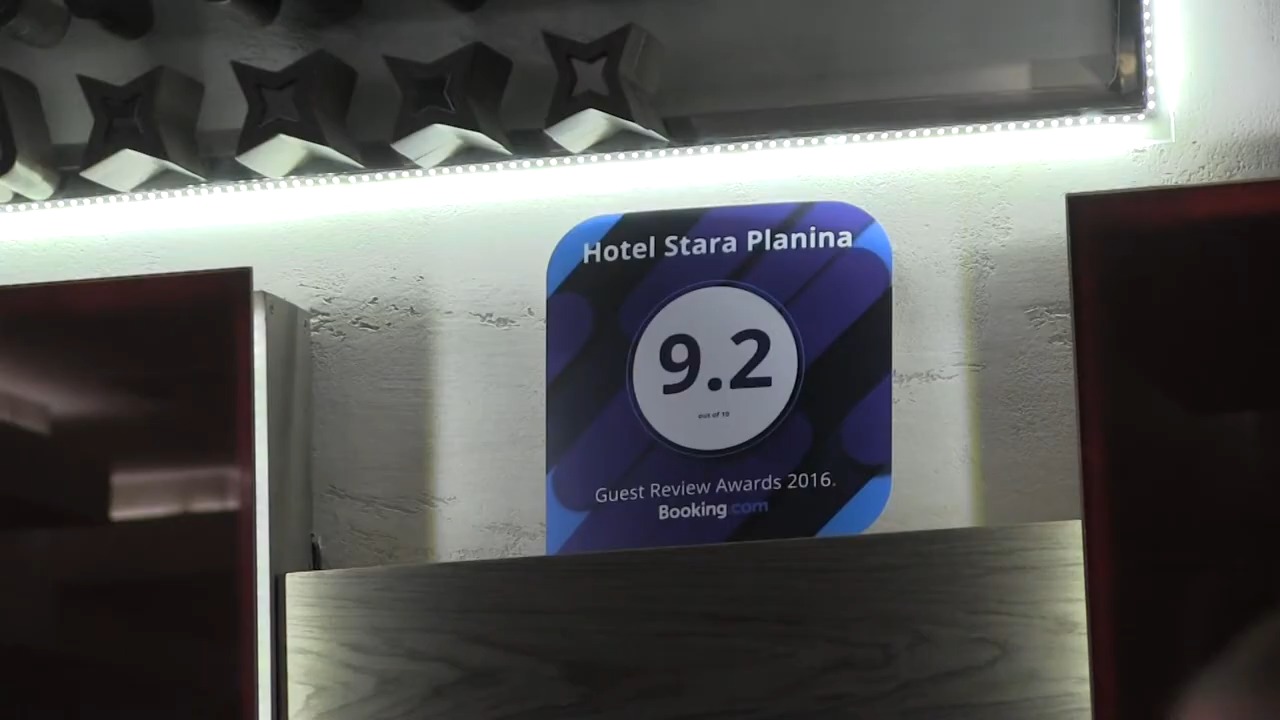 Hotel Stara Planina
9.2
out of 10
Guest Review Awards 2016.
Booking.com